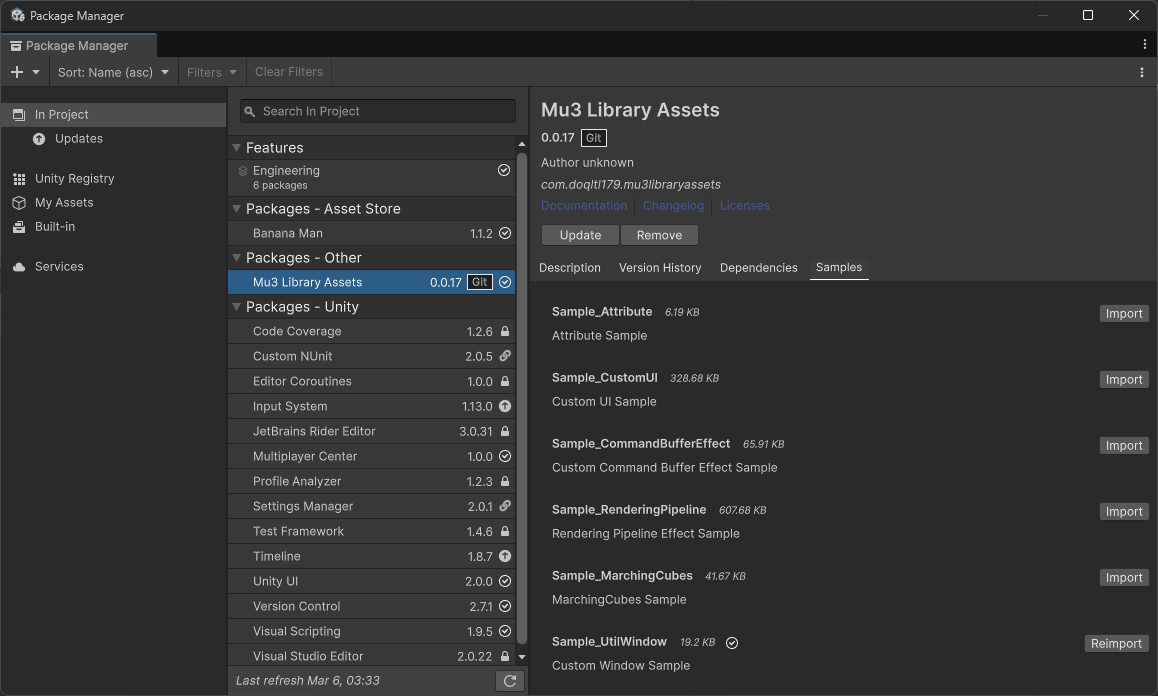 Package Manager
Package Manager
Sort: Name (asc)
Filters
Clear Filters
In Project
Updates
Unity Registry
My Assets
Built-in
Services
Search In Project
Features
Engineering
6 packages
Packages - Asset Store
Banana Man 1.1.2
Packages - Other
Mu3 Library Assets 0.0.17 Git
Packages - Unity
Code Coverage 1.2.6
Custom NUnit 2.0.5
Editor Coroutines 1.0.0
Input System 1.13.0
JetBrains Rider Editor 3.0.31
Multiplayer Center 1.0.0
Profile Analyzer 1.2.3
Settings Manager 2.0.1
Test Framework 1.4.6
Timeline 1.8.7
Unity UI 2.0.0
Version Control 2.7.1
Visual Scripting 1.9.5
Visual Studio Editor 2.0.22
Last refresh Mar 6, 03:33
Mu3 Library Assets
0.0.17 Git
Author unknown
com.doqltl179.mu3libraryassets
Documentation Changelog Licenses
Update Remove
Description Version History Dependencies Samples
Sample_Attribute 6.19 KB Import
Attribute Sample
Sample_CustomUI 328.68 KB Import
Custom UI Sample
Sample_CommandBufferEffect 65.91 KB Import
Custom Command Buffer Effect Sample
Sample_RenderingPipeline 607.68 KB Import
Rendering Pipeline Effect Sample
Sample_MarchingCubes 41.67 KB Import
MarchingCubes Sample
Sample_UtilWindow 19.2 KB Reimport
Custom Window Sample